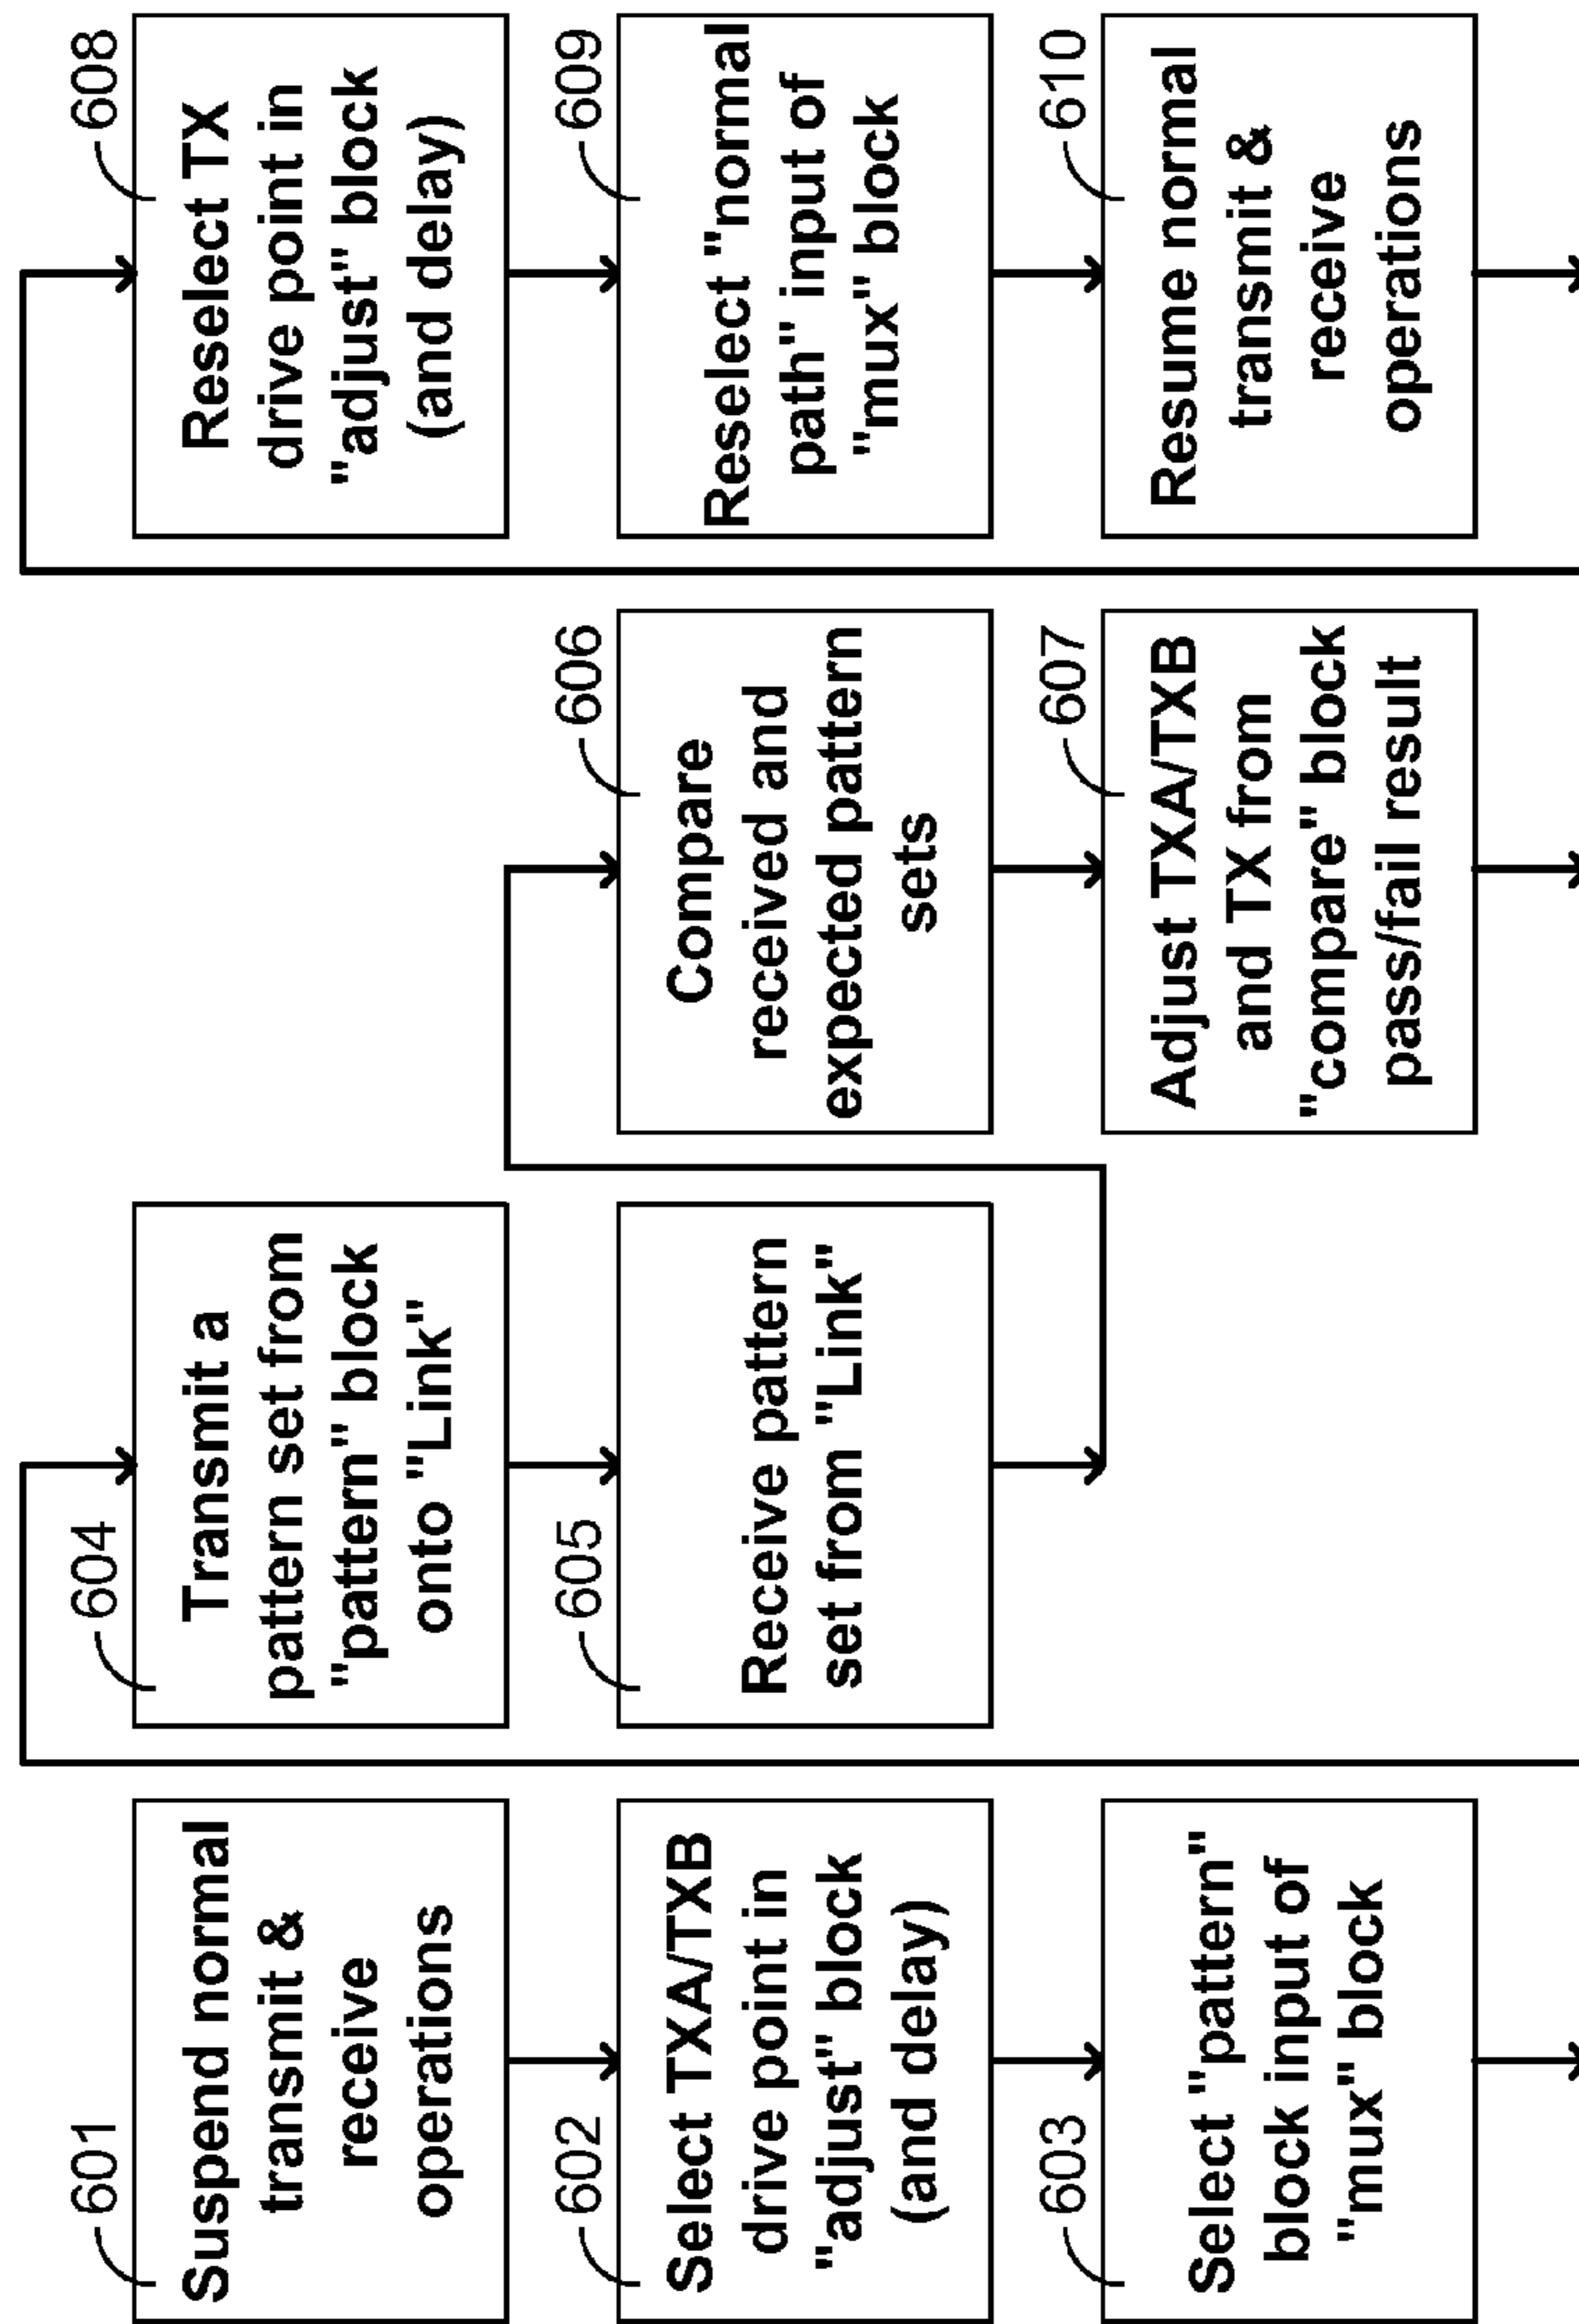 601
Suspend normal
transmit &
receive
operations
602
Select TXA/TXB
drive point in
"adjust" block
(and delay)
603
Select "pattern"
block input of
"mux" block
604
Transmit a
pattern set from
"pattern" block
onto "Link"
605
Receive pattern
set from "Link"
606
Compare
received and
expected pattern
sets
607
Adjust TXA/TXB
and TX from
"compare" block
pass/fail result
608
Reselect TX
drive point in
"adjust" block
(and delay)
609
Reselect "normal
path" input of
"mux" block
610
Resume normal
transmit &
receive
operations